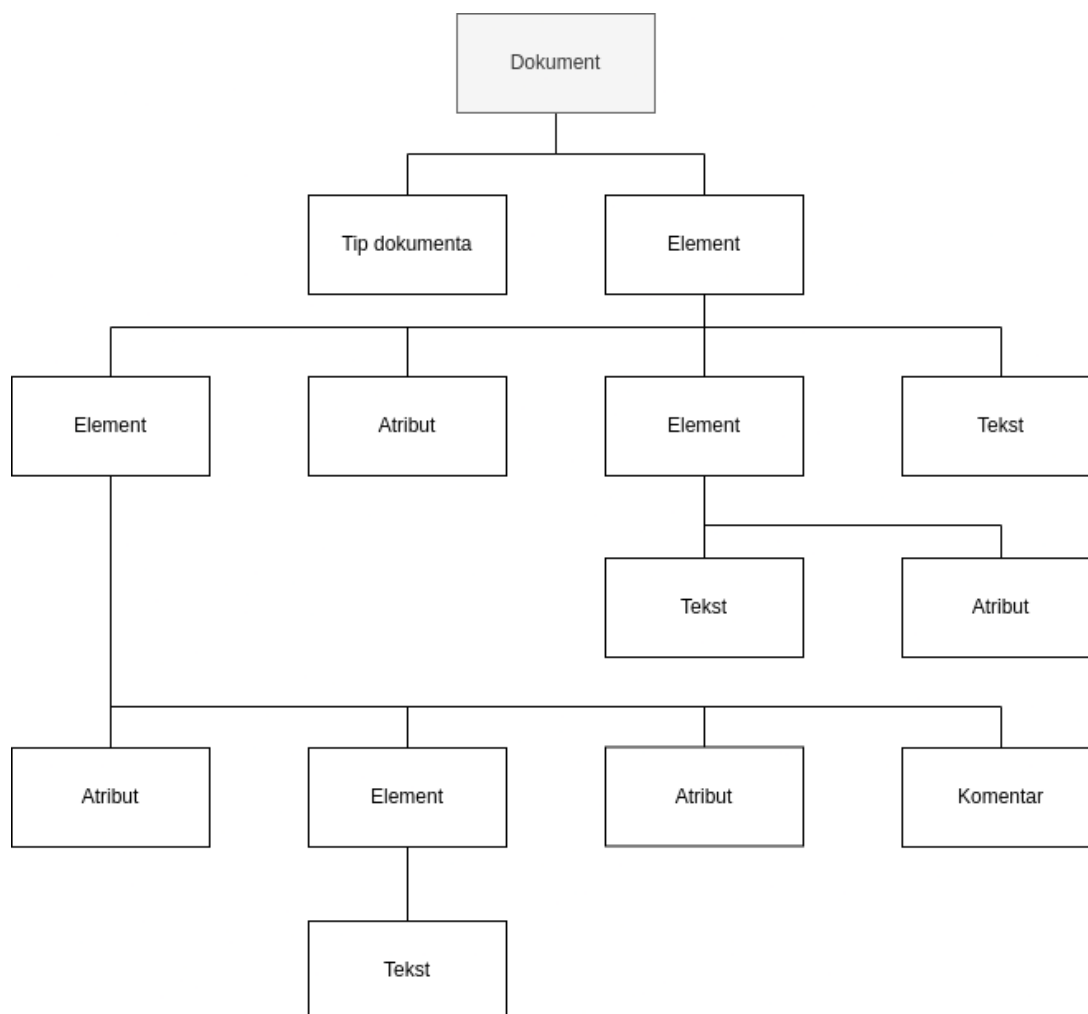 Dokument
Tip dokumenta
Element
Element
Atribut
Element
Tekst
Tekst
Atribut
Atribut
Element
Atribut
Komentar
Tekst